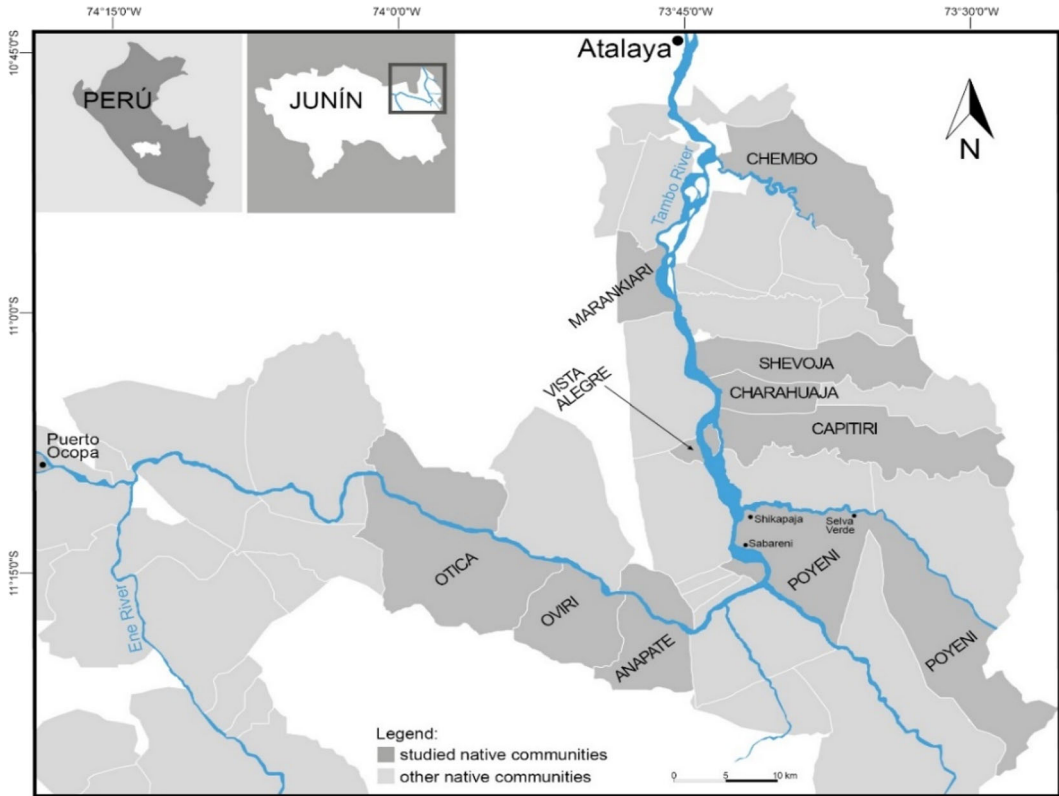 74°15'0"W
74°0'0"W
73°45'0"W
73°30'0"W
10°45'0"S
11°0'0"S
11°15'0"S
PERÚ
JUNÍN
Atalaya
N
CHEMBO
Tambo River
MARANKIARI
SHEVOJA
VISTA
ALEGRE
CHARAHUAJA
CAPITIRI
Puerto
Ocopa
Shikapaja
Selva
Verde
Sabareni
POYENI
OTICA
OVIRI
ANAPATE
POYENI
Ene River
Legend:
studied native communities
other native communities
0 5 10 km